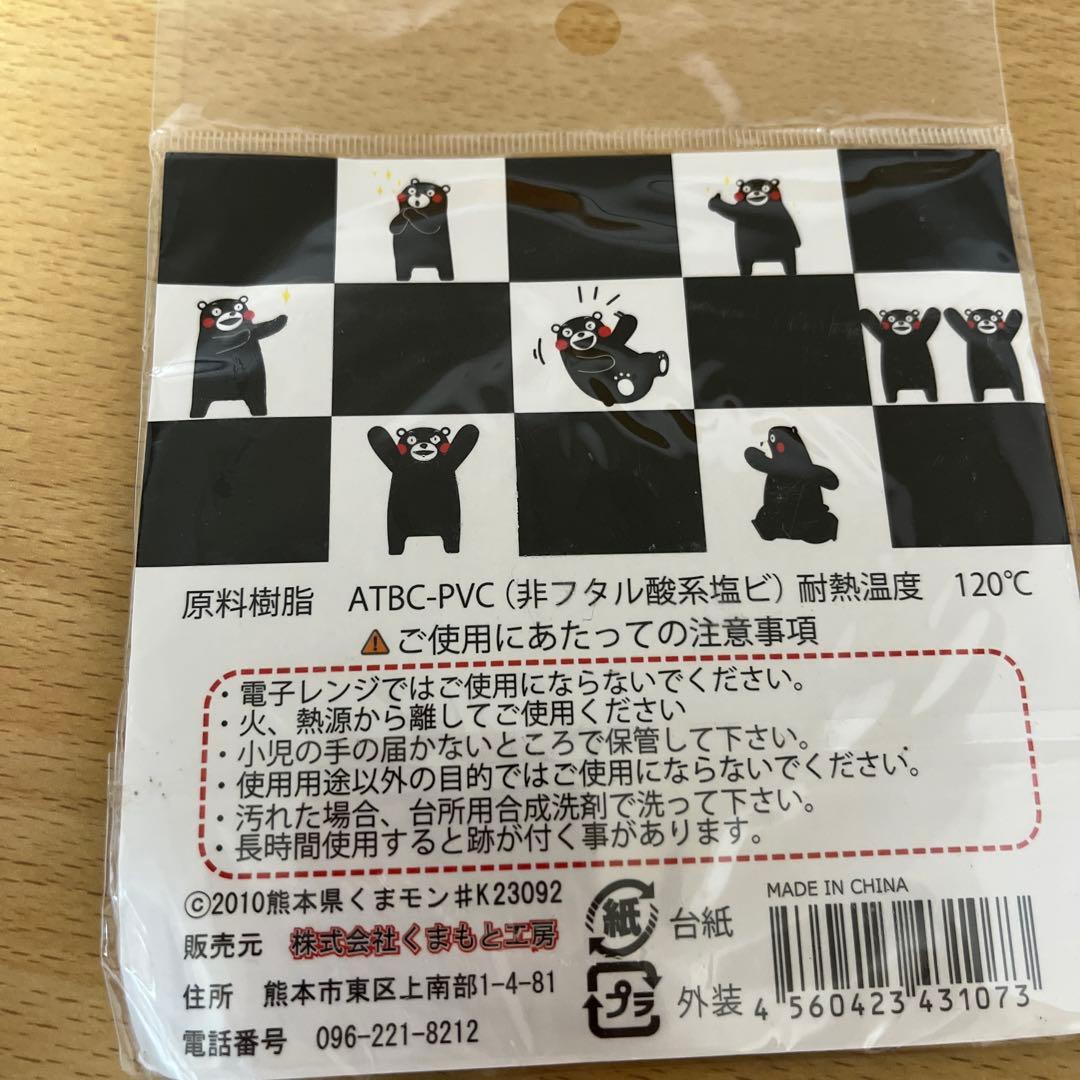 原料樹脂 ATBC-PVC（非フタル酸系塩ビ）耐熱温度 120℃
ご使用にあたっての注意事項
・電子レンジではご使用にならないでください。
・火、熱源から離してご使用ください
・小児の手の届かないところで保管して下さい。
・使用用途以外の目的ではご使用にならないでください。
・汚れた場合、台所用合成洗剤で洗って下さい。
・長時間使用すると跡が付く事があります。
©2010熊本県くまモン#K23092
販売元 株式会社くまもと工房
住所 熊本市東区上南部1-4-81
電話番号 096-221-8212
紙 台紙
プラ 外装
MADE IN CHINA
4 560423 431073